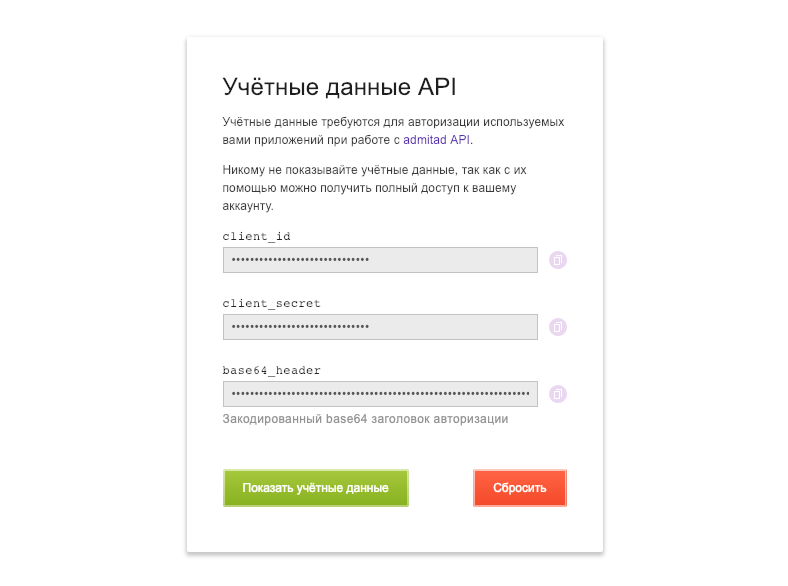 Учётные данные API
Учётные данные требуются для авторизации используемых
вами приложений при работе с admitad API.
Никому не показывайте учётные данные, так как с их
помощью можно получить полный доступ к вашему
аккаунту.
client_id
••••••••••••••••••••••••••••••
client_secret
••••••••••••••••••••••••••••••
base64_header
•••••••••••••••••••••••••••••••••••••••••••••••••••••••••••••••••
Закодированный base64 заголовок авторизации
Показать учётные данные
Сбросить